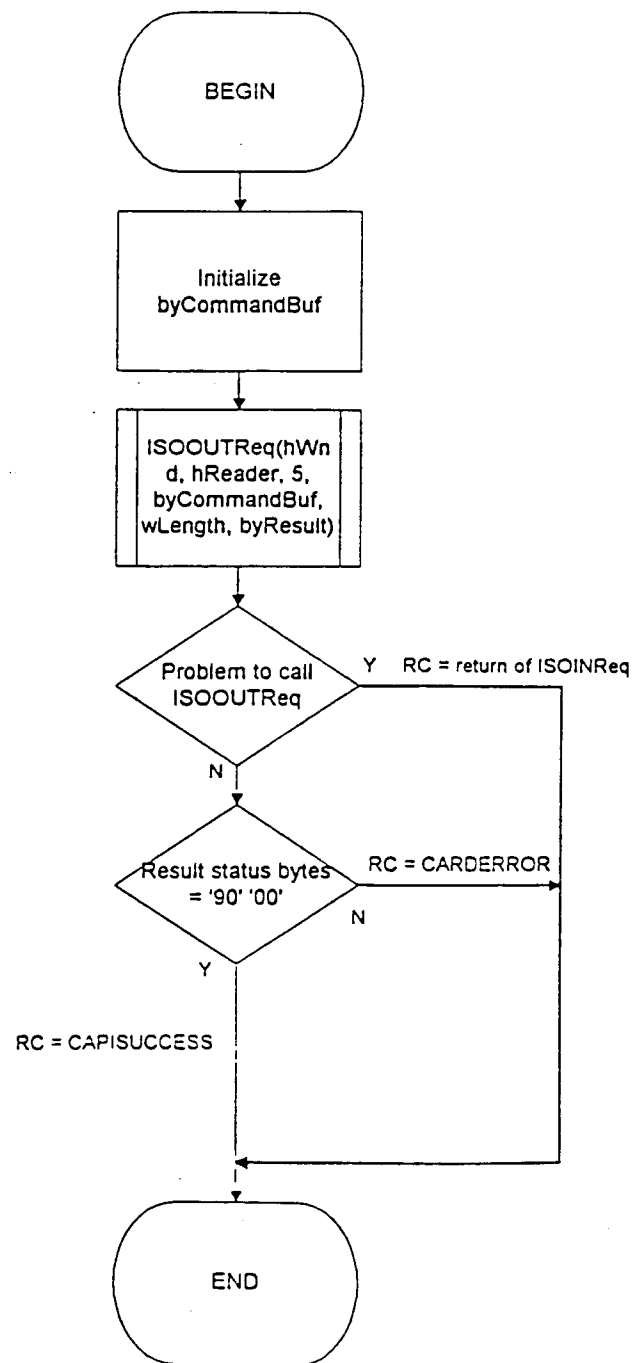 BEGIN
Initialize
byCommandBuf
ISOOUTReq(hWn
d, hReader, 5,
byCommandBuf,
wLength, byResult)
Problem to call
ISOOUTReq
Y
RC = return of ISOINReq
N
Result status bytes
= '90' '00'
RC = CARDERROR
N
Y
RC = CAPISUCCESS
END